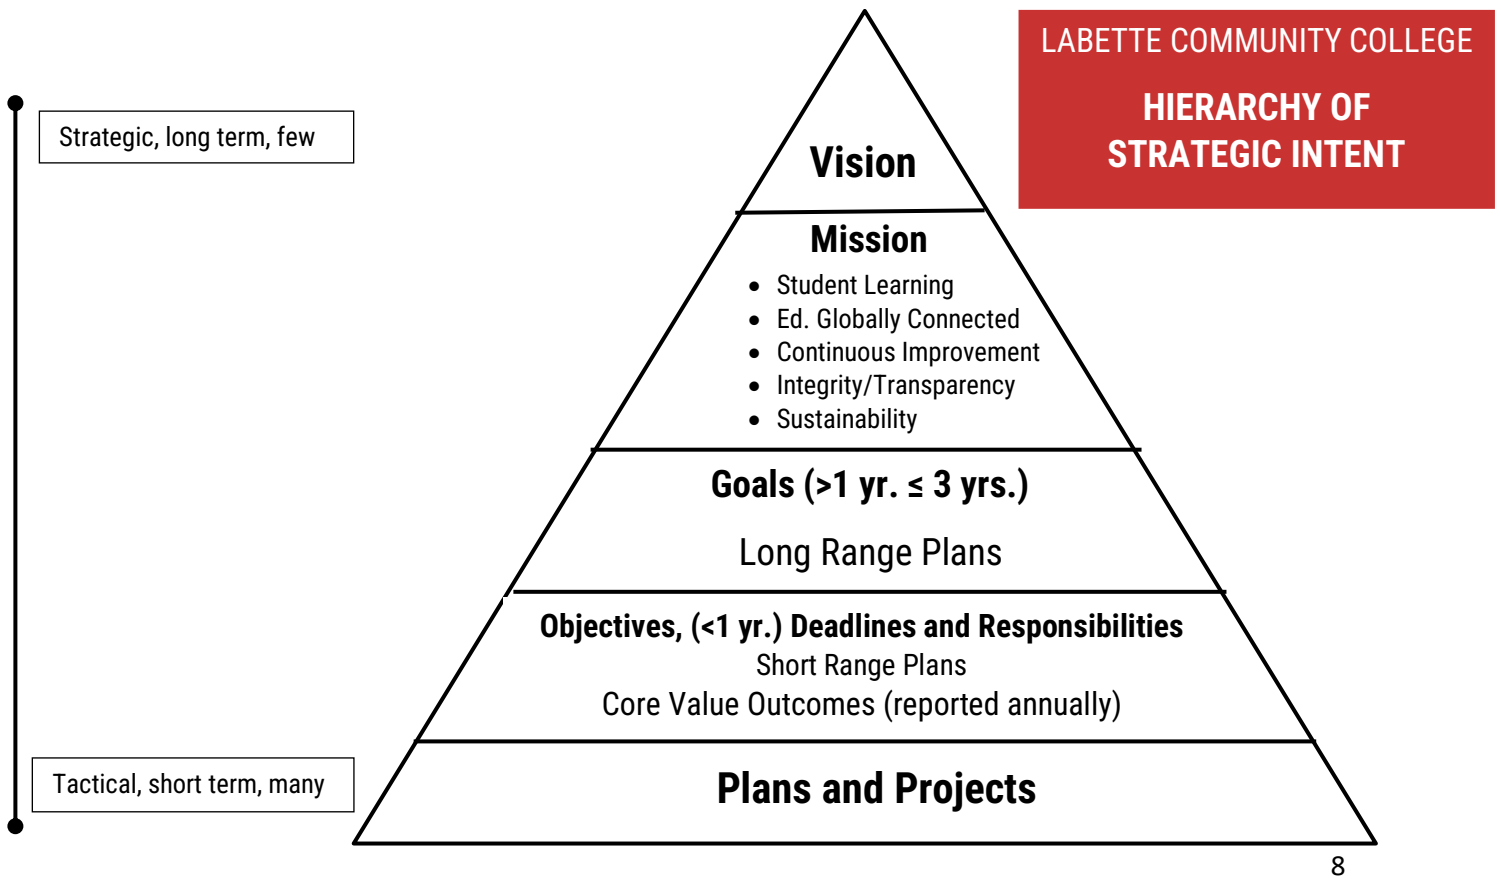 LABETTE COMMUNITY COLLEGE
HIERARCHY OF
STRATEGIC INTENT
Strategic, long term, few
Vision
Mission
• Student Learning
• Ed. Globally Connected
• Continuous Improvement
• Integrity/Transparency
• Sustainability
Goals (>1 yr. ≤ 3 yrs.)
Long Range Plans
Objectives, (<1 yr.) Deadlines and Responsibilities
Short Range Plans
Core Value Outcomes (reported annually)
Tactical, short term, many
Plans and Projects
8